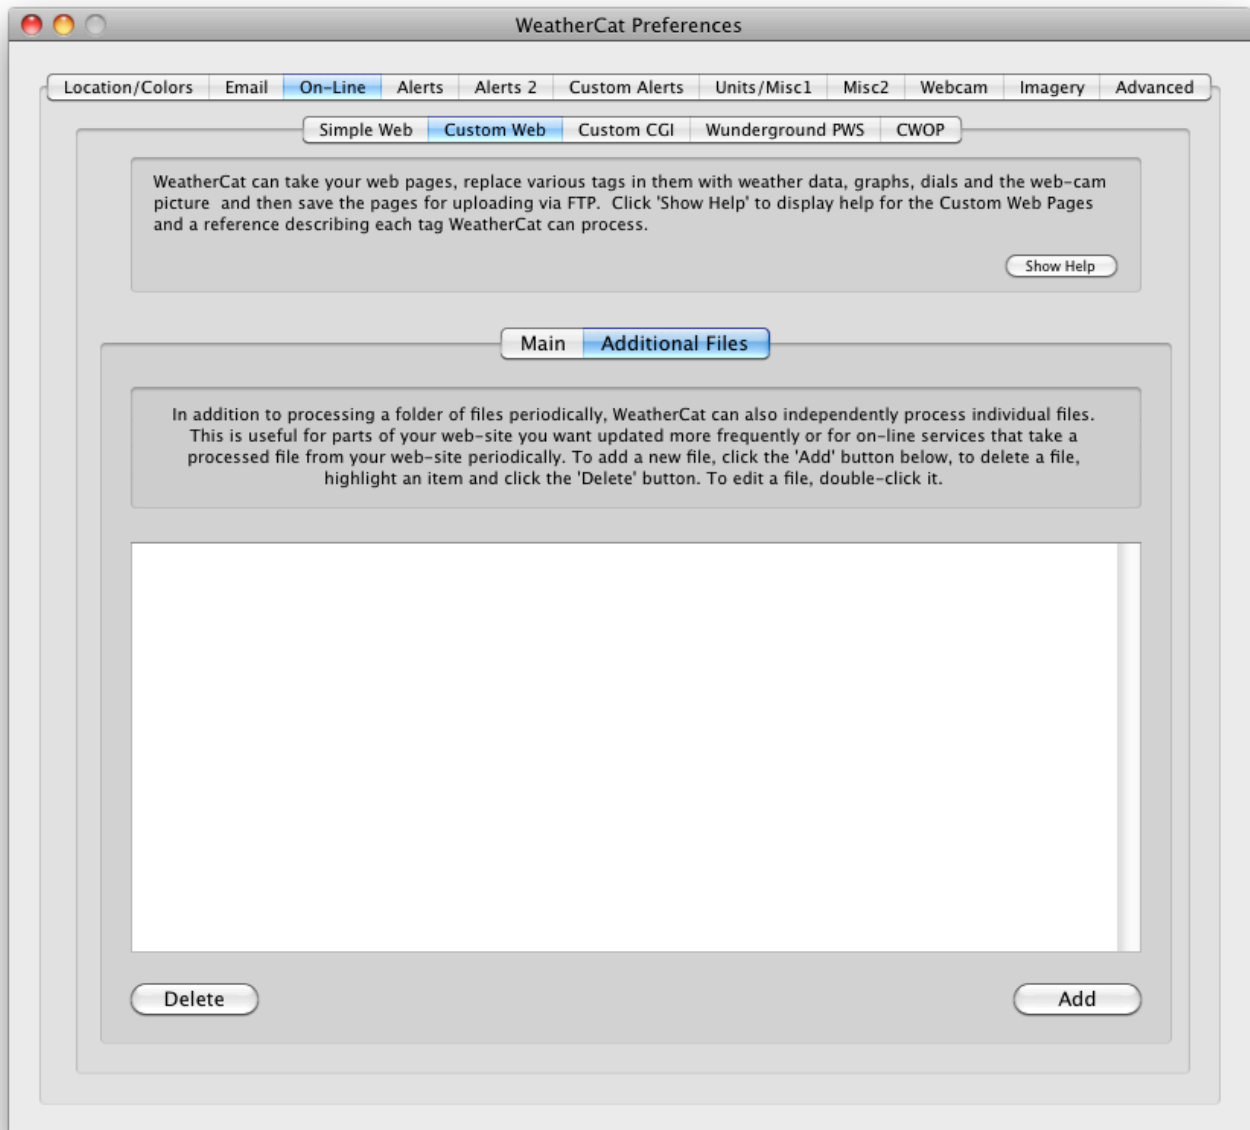 WeatherCat Preferences
Location/Colors Email On-Line Alerts Alerts 2 Custom Alerts Units/Misc1 Misc2 Webcam Imagery Advanced
Simple Web Custom Web Custom CGI Wunderground PWS CWOP
WeatherCat can take your web pages, replace various tags in them with weather data, graphs, dials and the web-cam
picture and then save the pages for uploading via FTP. Click 'Show Help' to display help for the Custom Web Pages
and a reference describing each tag WeatherCat can process.
Show Help
Main Additional Files
In addition to processing a folder of files periodically, WeatherCat can also independently process individual files.
This is useful for parts of your web-site you want updated more frequently or for on-line services that take a
processed file from your web-site periodically. To add a new file, click the 'Add' button below, to delete a file,
highlight an item and click the 'Delete' button. To edit a file, double-click it.
Delete Add